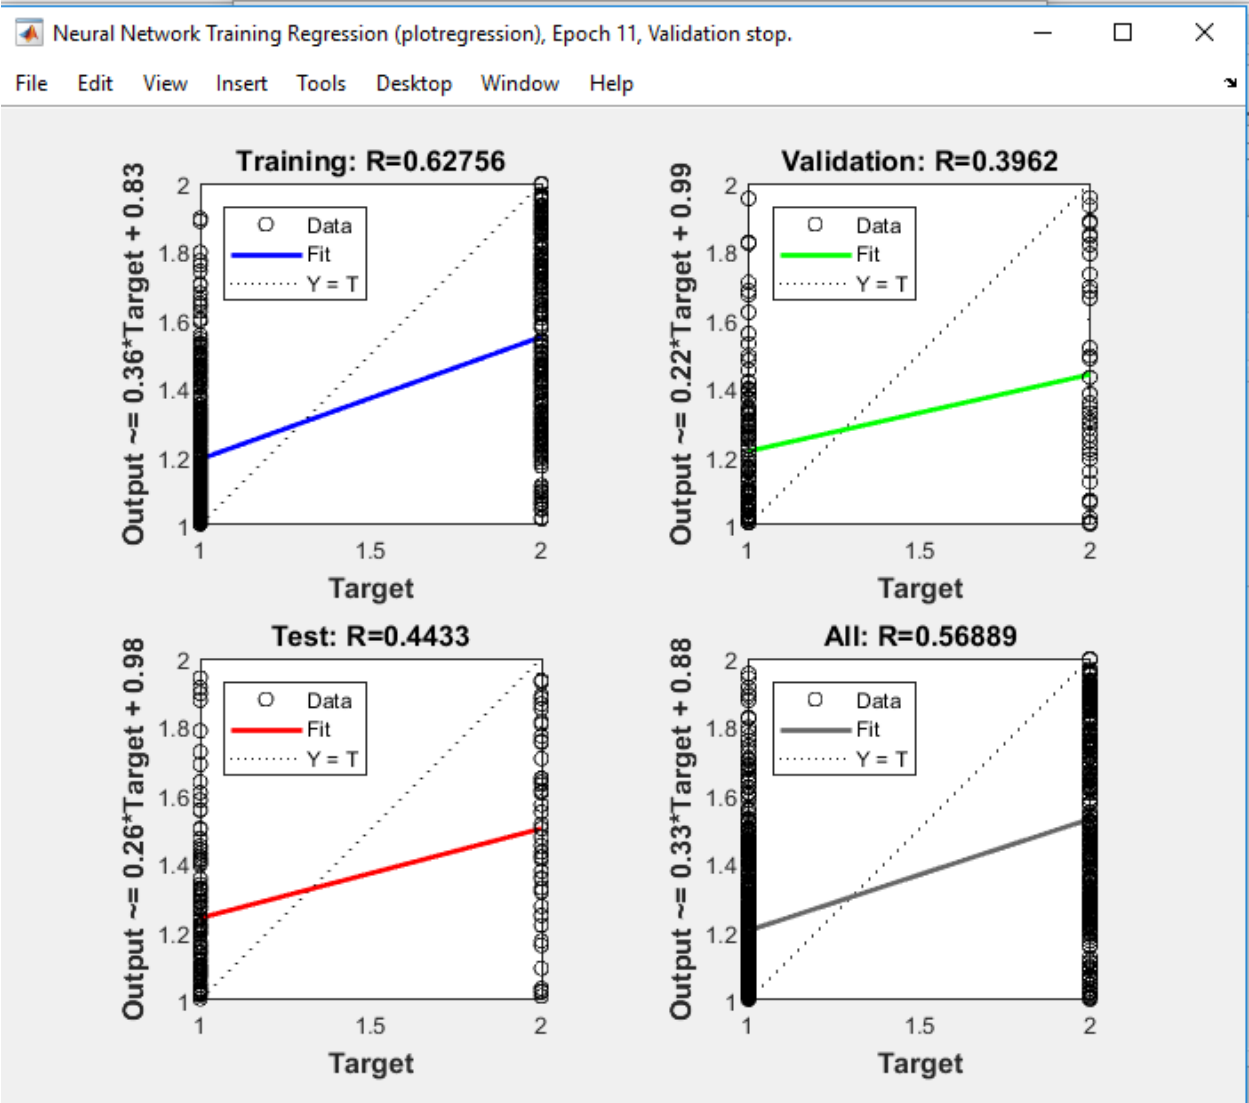 Neural Network Training Regression (plotregression), Epoch 11, Validation stop.
File Edit View Insert Tools Desktop Window Help
Training: R=0.62756
Output ~= 0.36*Target + 0.83
2
1.8
1.6
1.4
1.2
1
Data
Fit
Y = T
1 1.5 2
Target
Validation: R=0.3962
Output ~= 0.22*Target + 0.99
2
1.8
1.6
1.4
1.2
1
Data
Fit
Y = T
1 1.5 2
Target
Test: R=0.4433
Output ~= 0.26*Target + 0.98
2
1.8
1.6
1.4
1.2
1
Data
Fit
Y = T
1 1.5 2
Target
All: R=0.56889
Output ~= 0.33*Target + 0.88
2
1.8
1.6
1.4
1.2
1
Data
Fit
Y = T
1 1.5 2
Target